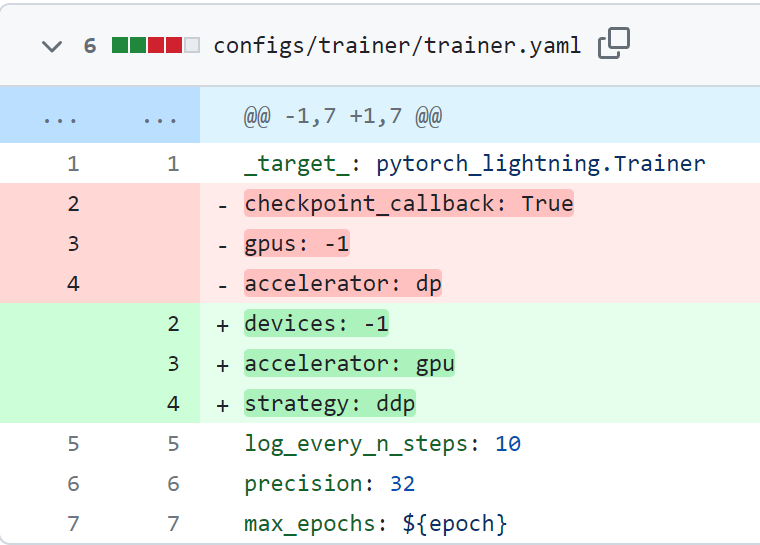 6 configs/trainer/trainer.yaml
... ... @@ -1,7 +1,7 @@
1 1 _target_: pytorch_lightning.Trainer
2 - checkpoint_callback: True
3 - gpus: -1
4 - accelerator: dp
2 + devices: -1
3 + accelerator: gpu
4 + strategy: ddp
5 5 log_every_n_steps: 10
6 6 precision: 32
7 7 max_epochs: ${epoch}